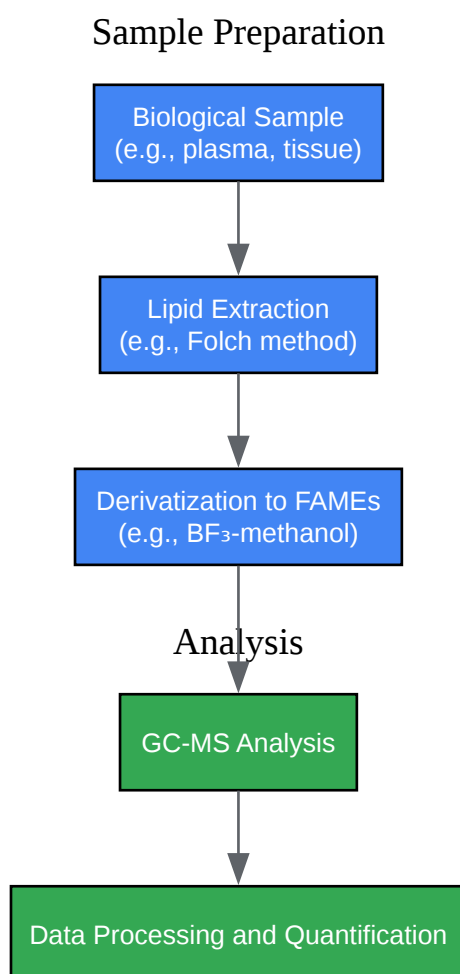 Sample Preparation
Biological Sample
(e.g., plasma, tissue)
Lipid Extraction
(e.g., Folch method)
Derivatization to FAMEs
(e.g., BF₃-methanol)
Analysis
GC-MS Analysis
Data Processing and Quantification